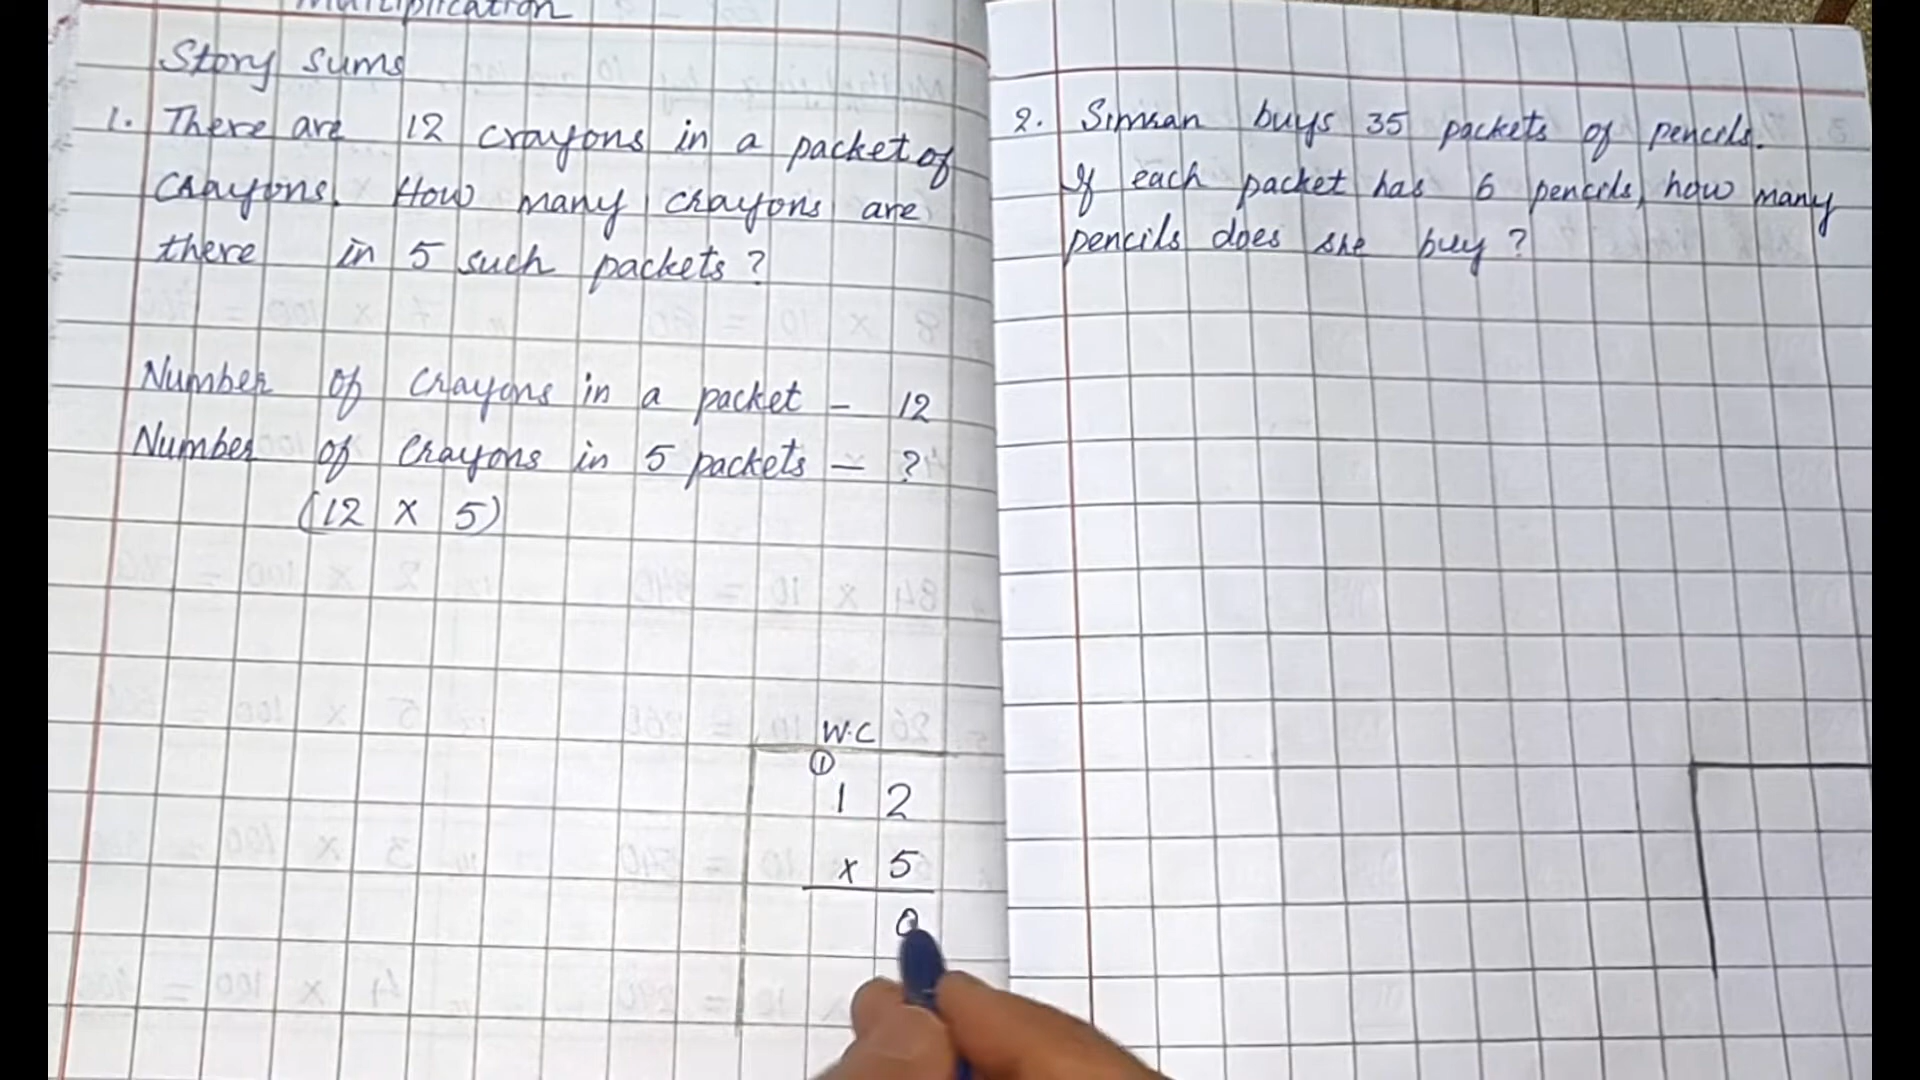 Multiplication
Story sums
1. There are 12 crayons in a packet of
crayons. How many crayons are
there in 5 such packets ?
Number of crayons in a packet - 12
Number of crayons in 5 packets - ?
(12 x 5)
W.C
1
1 2
x 5
0
2. Simran buys 35 packets of pencils.
If each packet has 6 pencils, how many
pencils does she buy ?